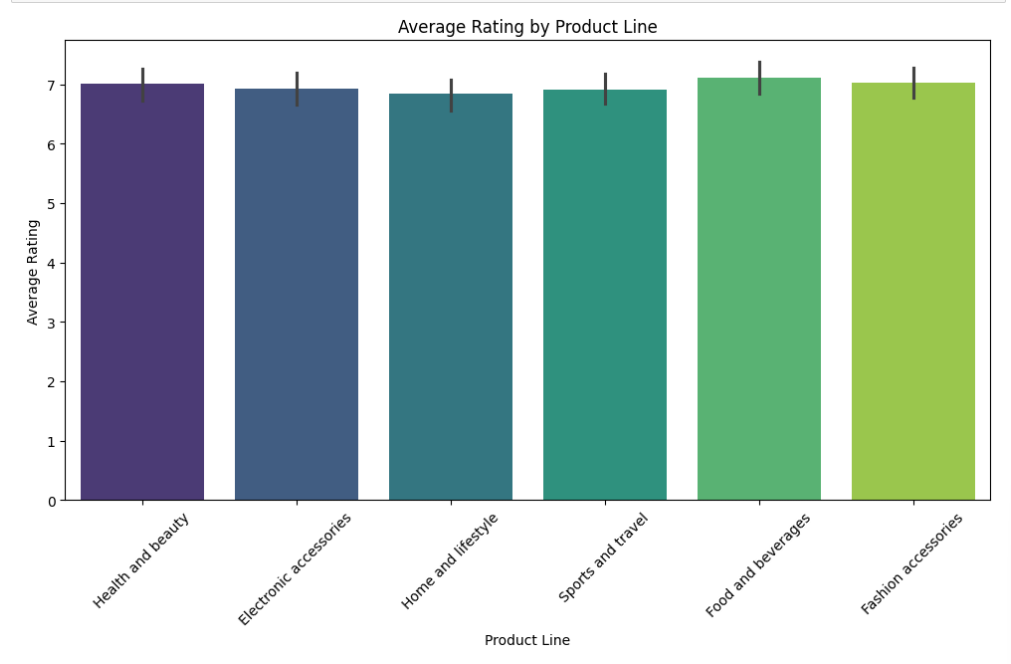 Average Rating by Product Line
Average Rating
7
6
5
4
3
2
1
0
Health and beauty
Electronic accessories
Home and lifestyle
Sports and travel
Food and beverages
Fashion accessories
Product Line